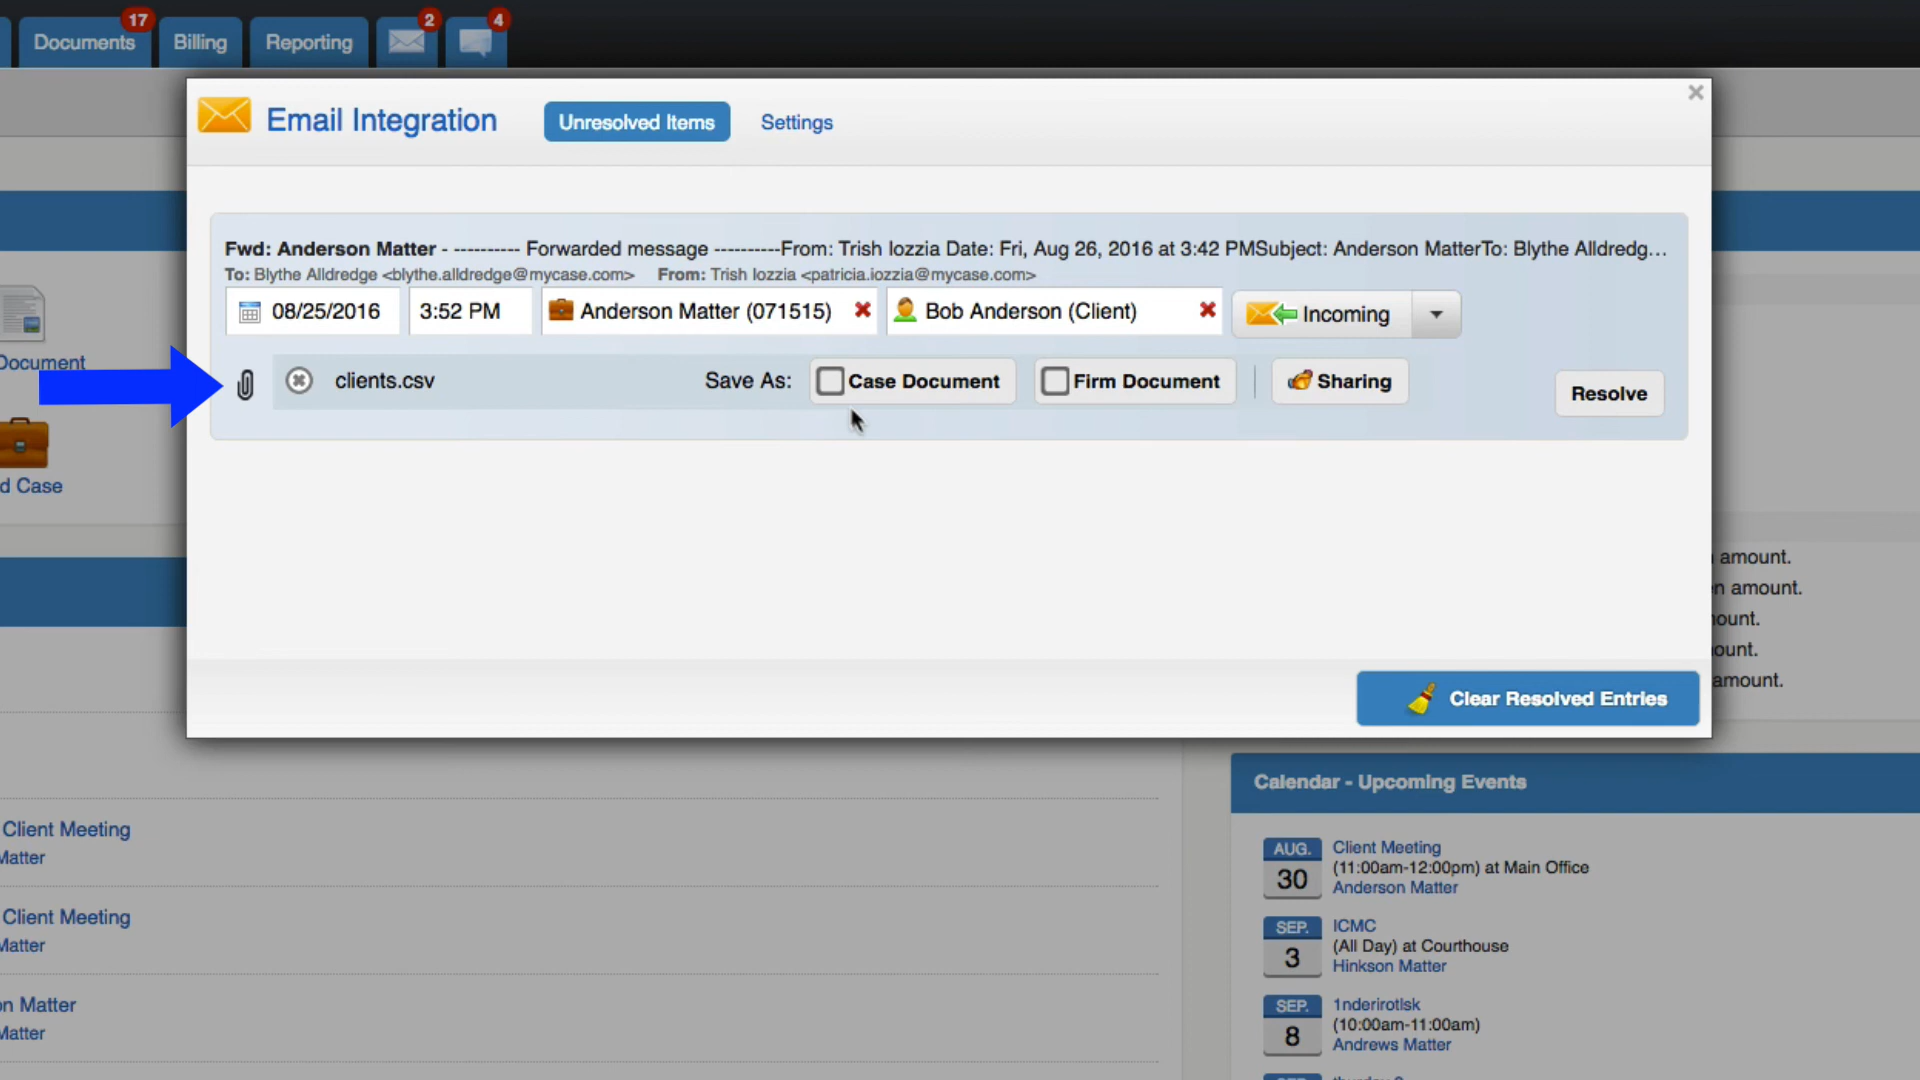 Documents 17 Billing Reporting 2 4
Email Integration Unresolved Items Settings
Fwd: Anderson Matter - ---------- Forwarded message ----------From: Trish Iozzia Date: Fri, Aug 26, 2016 at 3:42 PMSubject: Anderson MatterTo: Blythe Alldredg...
To: Blythe Alldredge <blythe.alldredge@mycase.com> From: Trish Iozzia <patricia.iozzia@mycase.com>
08/25/2016 3:52 PM Anderson Matter (071515) Bob Anderson (Client) Incoming
clients.csv Save As: Case Document Firm Document Sharing
Resolve
Document
d Case
amount.
n amount.
ount.
ount.
amount.
Clear Resolved Entries
Client Meeting
Matter
Client Meeting
Matter
on Matter
Matter
Calendar - Upcoming Events
AUG. 30
Client Meeting
(11:00am-12:00pm) at Main Office
Anderson Matter
SEP. 3
ICMC
(All Day) at Courthouse
Hinkson Matter
SEP. 8
1nderirotlsk
(10:00am-11:00am)
Andrews Matter